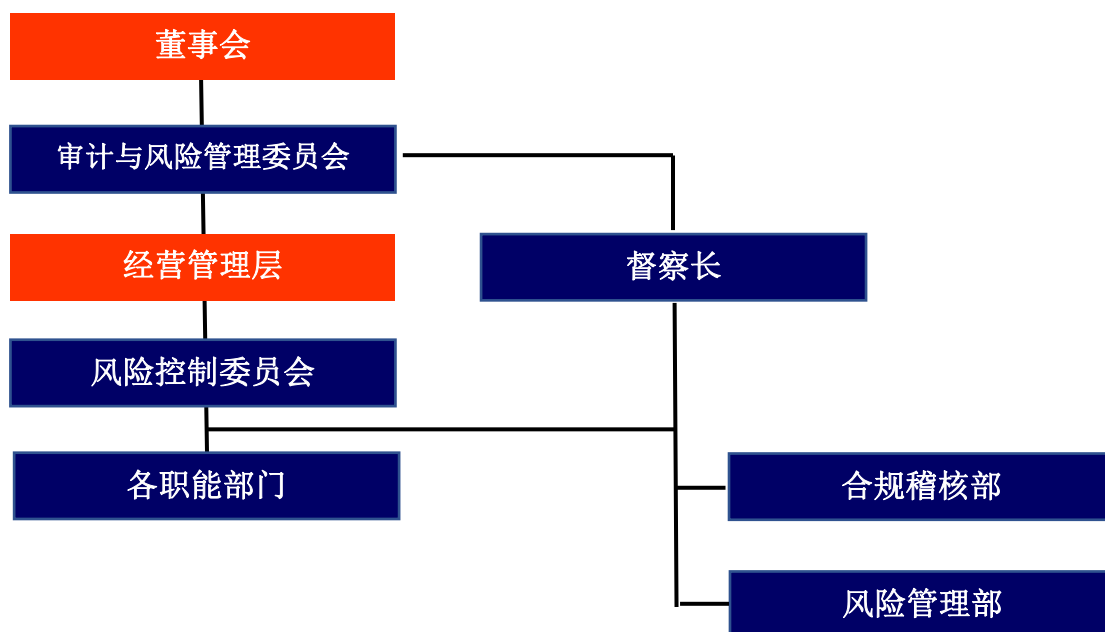 董事会
审计与风险管理委员会
经营管理层
督察长
风险控制委员会
各职能部门
合规稽核部
风险管理部